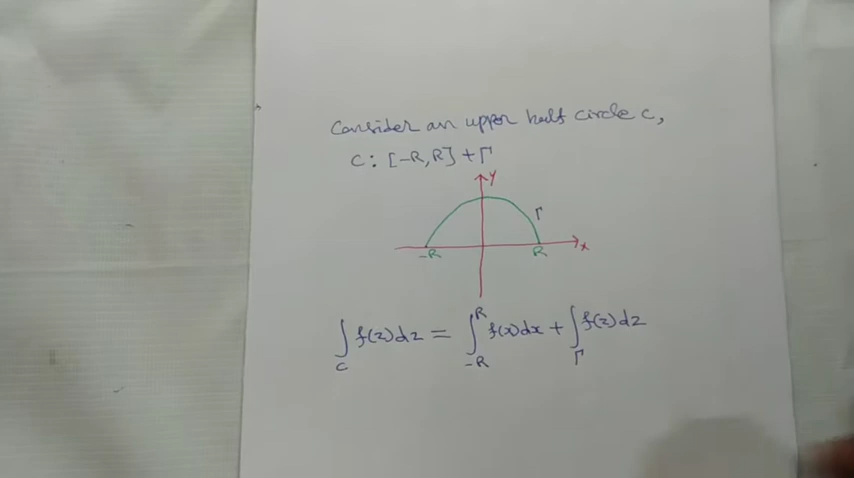 Consider an upper half circle c,
C : [-R, R] + Γ
y
Γ
-R R x
∫_C f(z)dz = ∫_{-R}^{R} f(x)dx + ∫_Γ f(z)dz